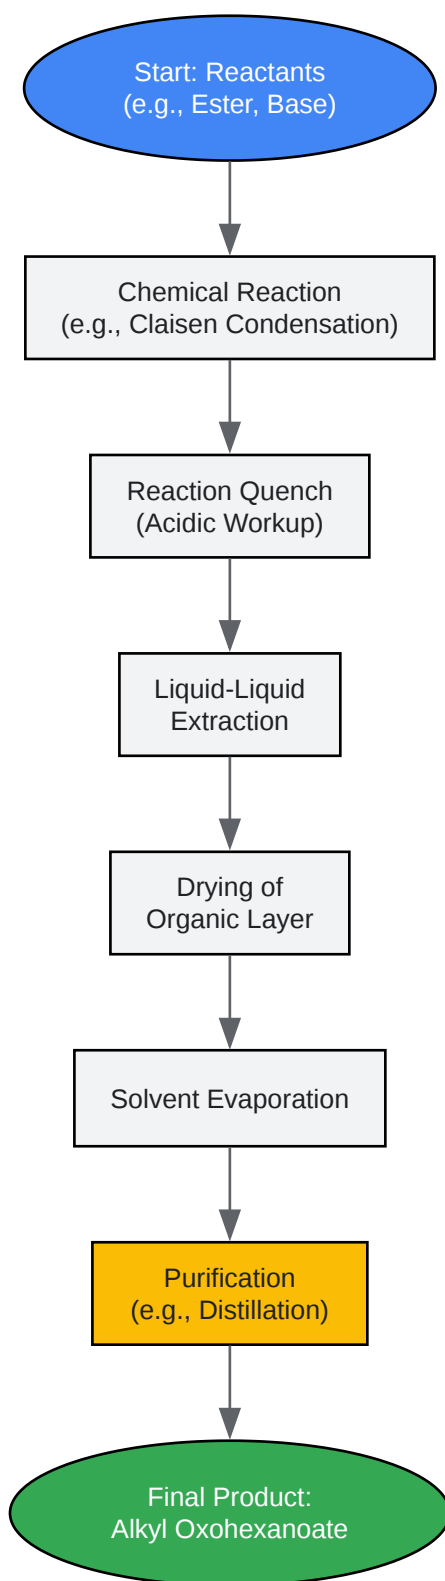 Start: Reactants
(e.g., Ester, Base)
Chemical Reaction
(e.g., Claisen Condensation)
Reaction Quench
(Acidic Workup)
Liquid-Liquid
Extraction
Drying of
Organic Layer
Solvent Evaporation
Purification
(e.g., Distillation)
Final Product:
Alkyl Oxohexanoate